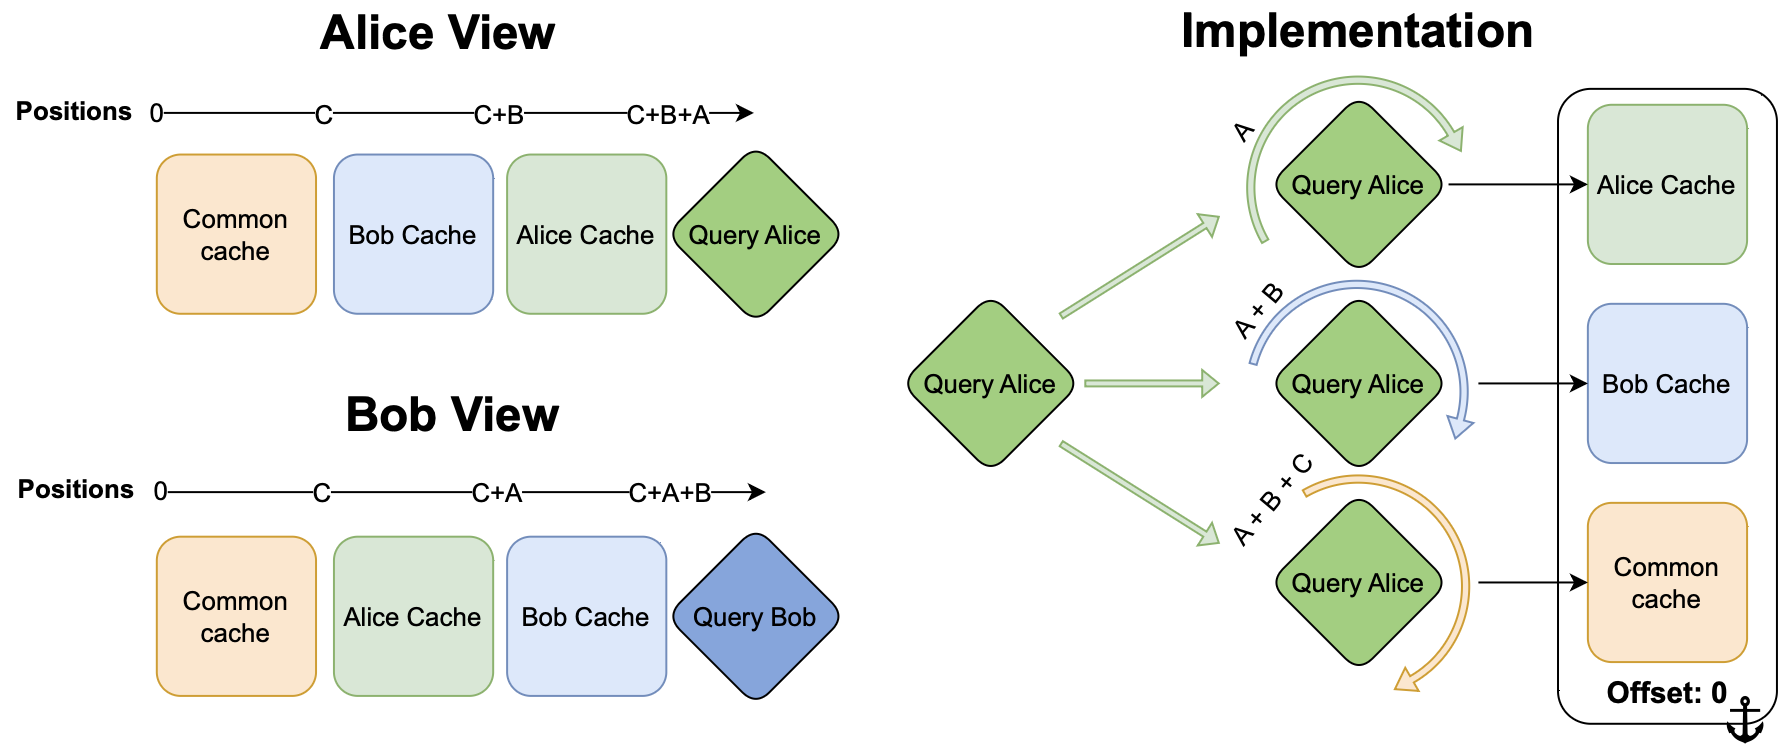 Alice View
Positions 0 C C+B C+B+A
Common
cache
Bob Cache
Alice Cache
Query Alice
Bob View
Positions 0 C C+A C+A+B
Common
cache
Alice Cache
Bob Cache
Query Bob
Implementation
Query Alice
A
Query Alice
Alice Cache
A + B
Query Alice
Bob Cache
A + B + C
Query Alice
Common
cache
Offset: 0